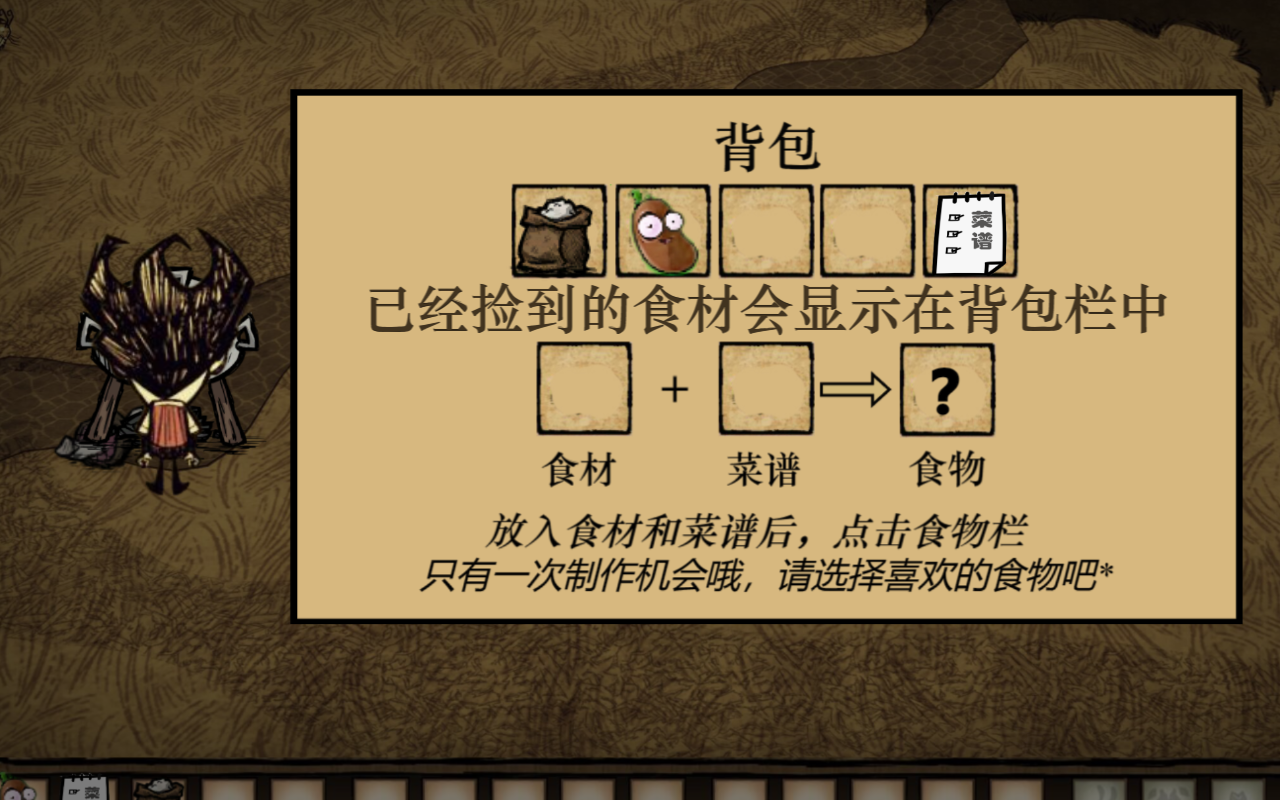 背包
菜谱
已经捡到的食材会显示在背包栏中
+
?
食材
菜谱
食物
放入食材和菜谱后，点击食物栏
只有一次制作机会哦，请选择喜欢的食物吧*
菜